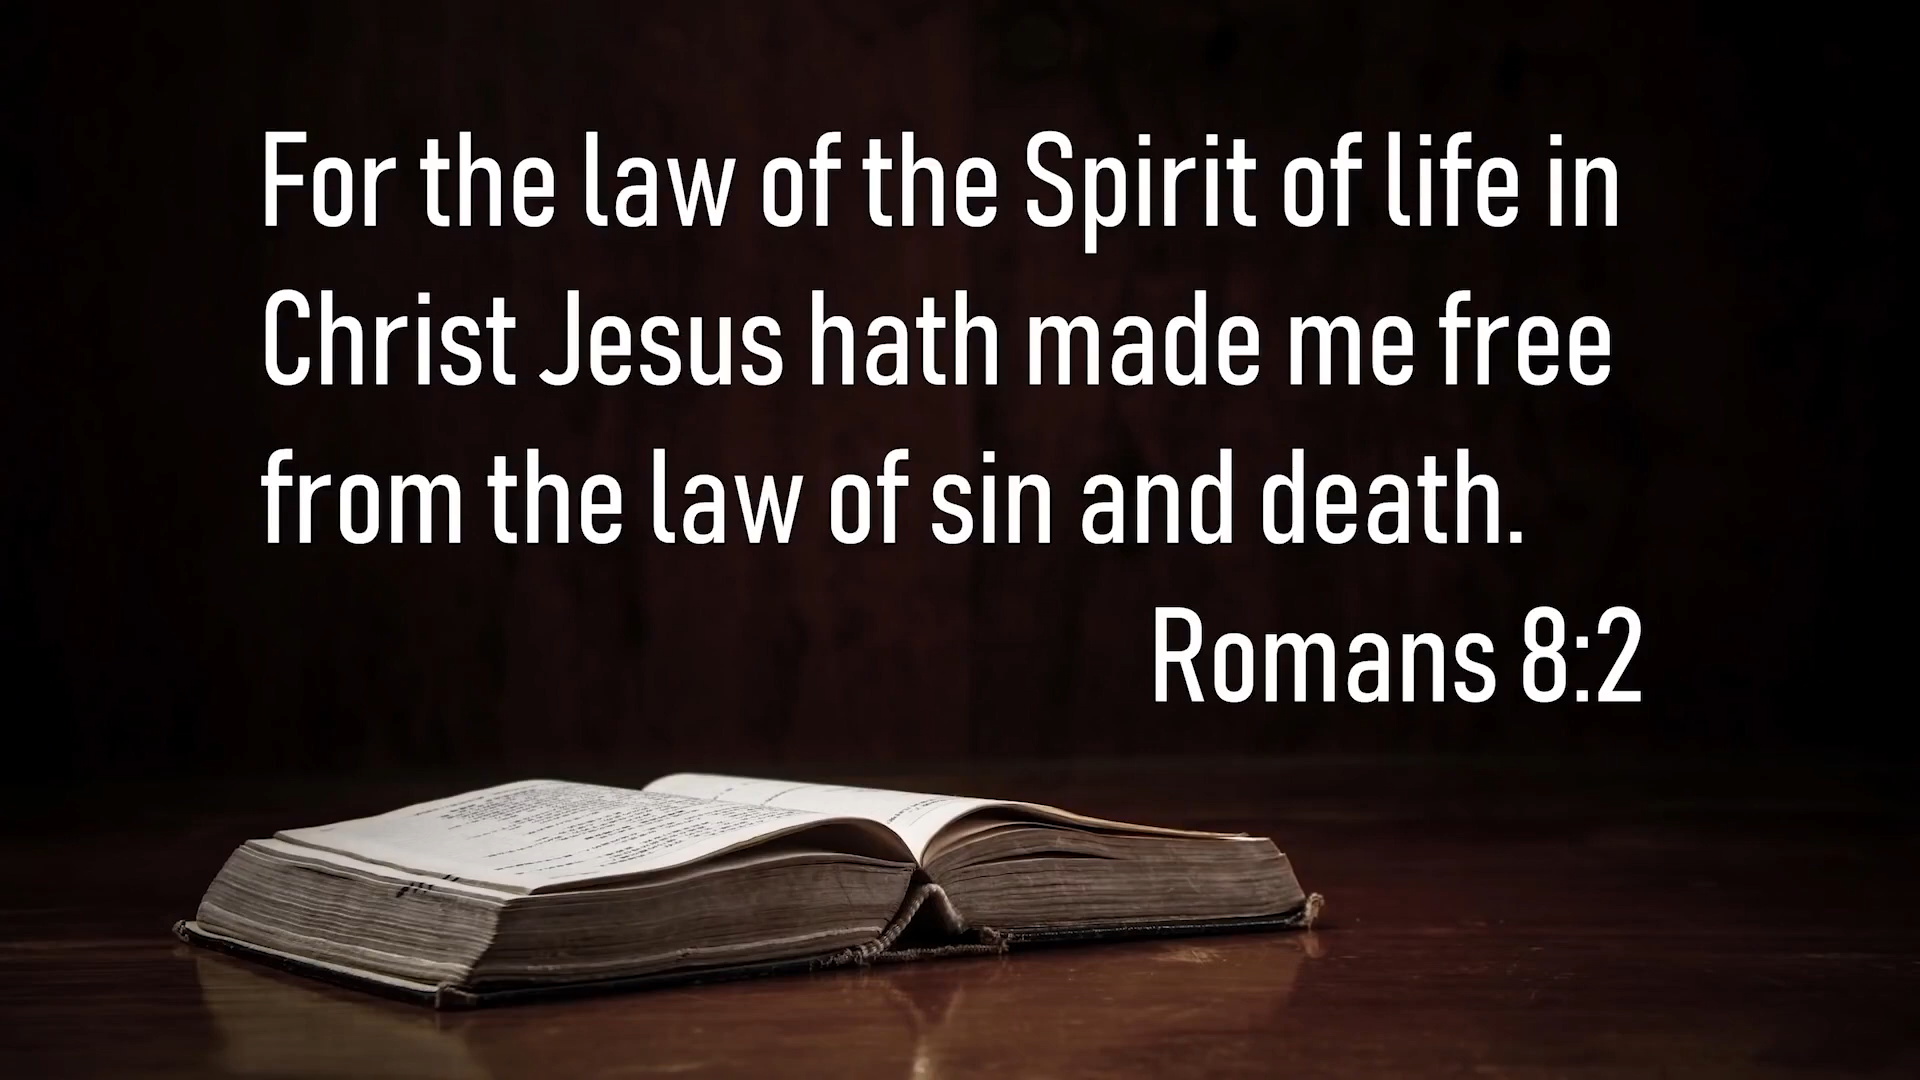 For the law of the Spirit of life in
Christ Jesus hath made me free
from the law of sin and death.
Romans 8:2